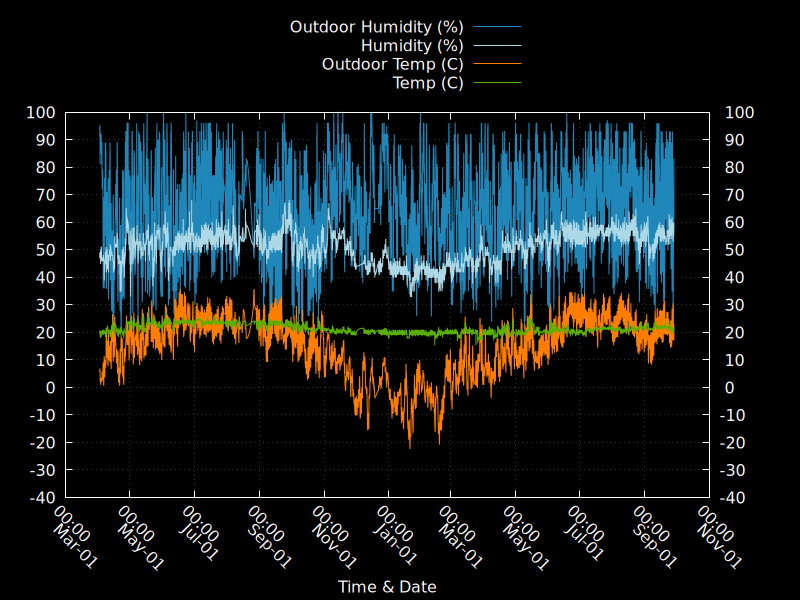 Outdoor Humidity (%)
Humidity (%)
Outdoor Temp (C)
Temp (C)
100 100
90 90
80 80
70 70
60 60
50 50
40 40
30 30
20 20
10 10
0 0
-10 -10
-20 -20
-30 -30
-40 -40
00:00 00:00 00:00 00:00 00:00 00:00 00:00 00:00 00:00 00:00 00:00
Mar-01 May-01 Jul-01 Sep-01 Nov-01 Jan-01 Mar-01 May-01 Jul-01 Sep-01 Nov-01
Time & Date